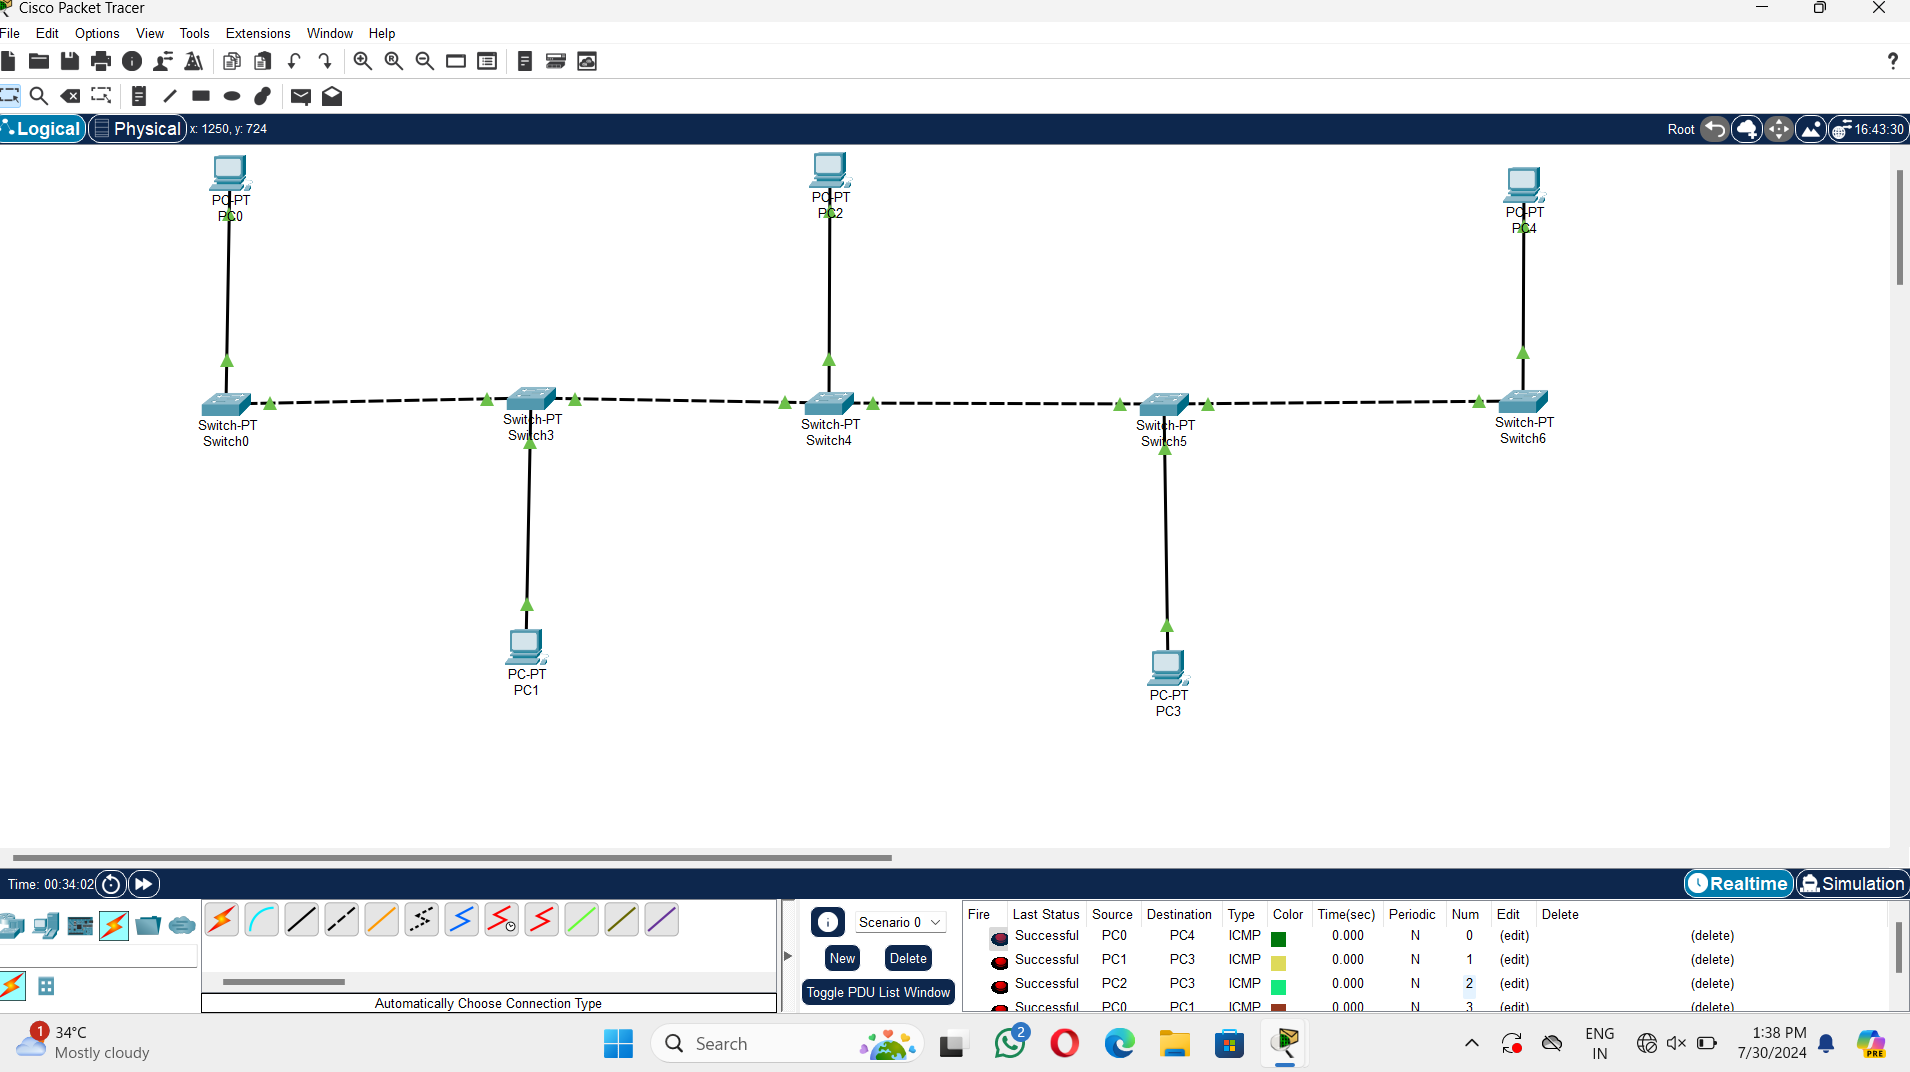 Cisco Packet Tracer
File Edit Options View Tools Extensions Window Help
Logical Physical x: 1250, y: 724 Root 16:43:30
PC-PT
PC0
PC-PT
PC2
PC-PT
PC4
Switch-PT
Switch0
Switch-PT
Switch3
Switch-PT
Switch4
Switch-PT
Switch5
Switch-PT
Switch6
PC-PT
PC1
PC-PT
PC3
Time: 00:34:02 Realtime Simulation
Scenario 0
New Delete
Toggle PDU List Window
Automatically Choose Connection Type
Fire Last Status Source Destination Type Color Time(sec) Periodic Num Edit Delete
Successful PC0 PC4 ICMP 0.000 N 0 (edit) (delete)
Successful PC1 PC3 ICMP 0.000 N 1 (edit) (delete)
Successful PC2 PC3 ICMP 0.000 N 2 (edit) (delete)
Successful PC0 PC1 ICMP 0.000 N 3 (edit) (delete)
1 34°C
Mostly cloudy
Search
2
PRE
ENG
IN
1:38 PM
7/30/2024